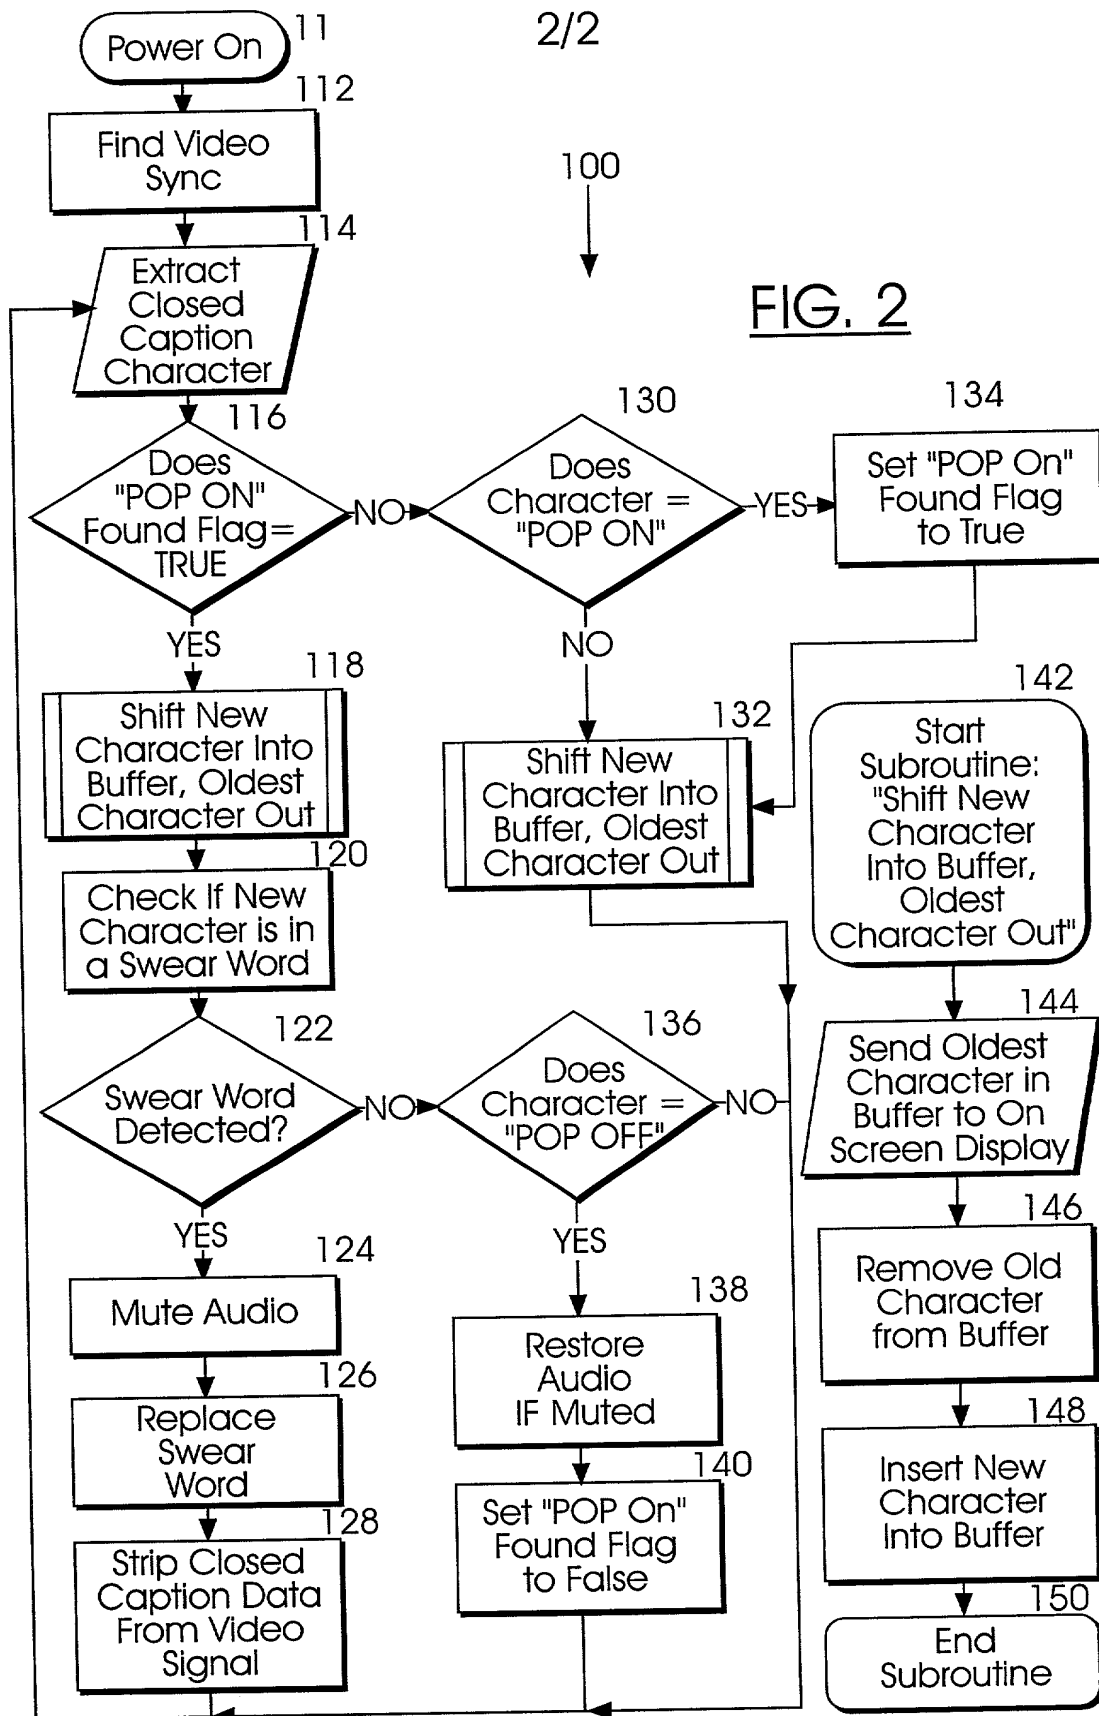 2/2
11
Power On
112
Find Video
Sync
100
114
Extract
Closed
Caption
Character
FIG. 2
116
Does
"POP ON"
Found Flag=
TRUE
NO
130
Does
Character =
"POP ON"
YES
134
Set "POP On"
Found Flag
to True
YES
NO
118
Shift New
Character Into
Buffer, Oldest
Character Out
132
Shift New
Character Into
Buffer, Oldest
Character Out
142
Start
Subroutine:
"Shift New
Character
Into Buffer,
Oldest
Character Out"
120
Check If New
Character is in
a Swear Word
122
Swear Word
Detected?
NO
136
Does
Character =
"POP OFF"
NO
144
Send Oldest
Character in
Buffer to On
Screen Display
YES
YES
124
Mute Audio
138
Restore
Audio
IF Muted
146
Remove Old
Character
from Buffer
126
Replace
Swear
Word
140
Set "POP On"
Found Flag
to False
148
Insert New
Character
Into Buffer
128
Strip Closed
Caption Data
From Video
Signal
150
End
Subroutine